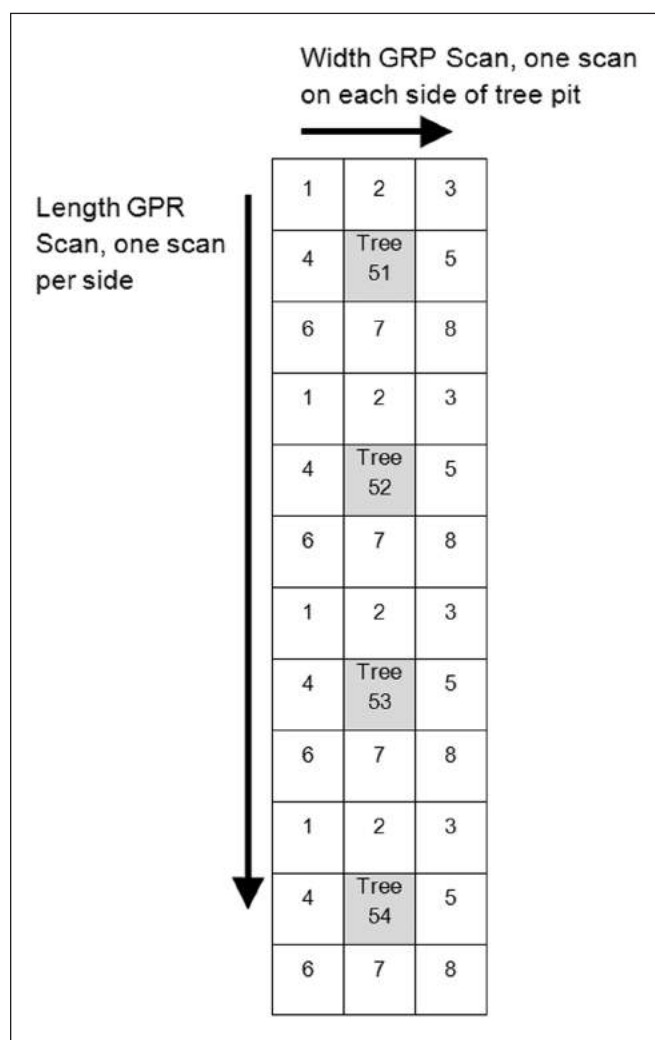 Width GRP Scan, one scan
on each side of tree pit
Length GPR
Scan, one scan
per side
1 2 3
4 Tree 51 5
6 7 8
1 2 3
4 Tree 52 5
6 7 8
1 2 3
4 Tree 53 5
6 7 8
1 2 3
4 Tree 54 5
6 7 8